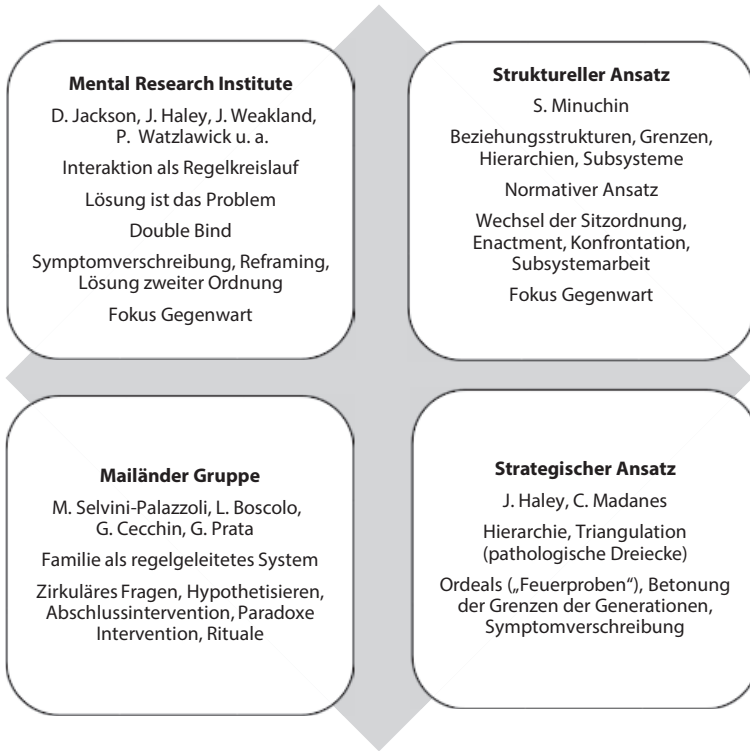 Mental Research Institute
D. Jackson, J. Haley, J. Weakland,
P. Watzlawick u. a.
Interaktion als Regelkreislauf
Lösung ist das Problem
Double Bind
Symptomverschreibung, Reframing,
Lösung zweiter Ordnung
Fokus Gegenwart
Struktureller Ansatz
S. Minuchin
Beziehungsstrukturen, Grenzen,
Hierarchien, Subsysteme
Normativer Ansatz
Wechsel der Sitzordnung,
Enactment, Konfrontation,
Subsystemarbeit
Fokus Gegenwart
Mailänder Gruppe
M. Selvini-Palazzoli, L. Boscolo,
G. Cecchin, G. Prata
Familie als regelgeleitetes System
Zirkuläres Fragen, Hypothetisieren,
Abschlussintervention, Paradoxe
Intervention, Rituale
Strategischer Ansatz
J. Haley, C. Madanes
Hierarchie, Triangulation
(pathologische Dreiecke)
Ordeals („Feuerproben“), Betonung
der Grenzen der Generationen,
Symptomverschreibung